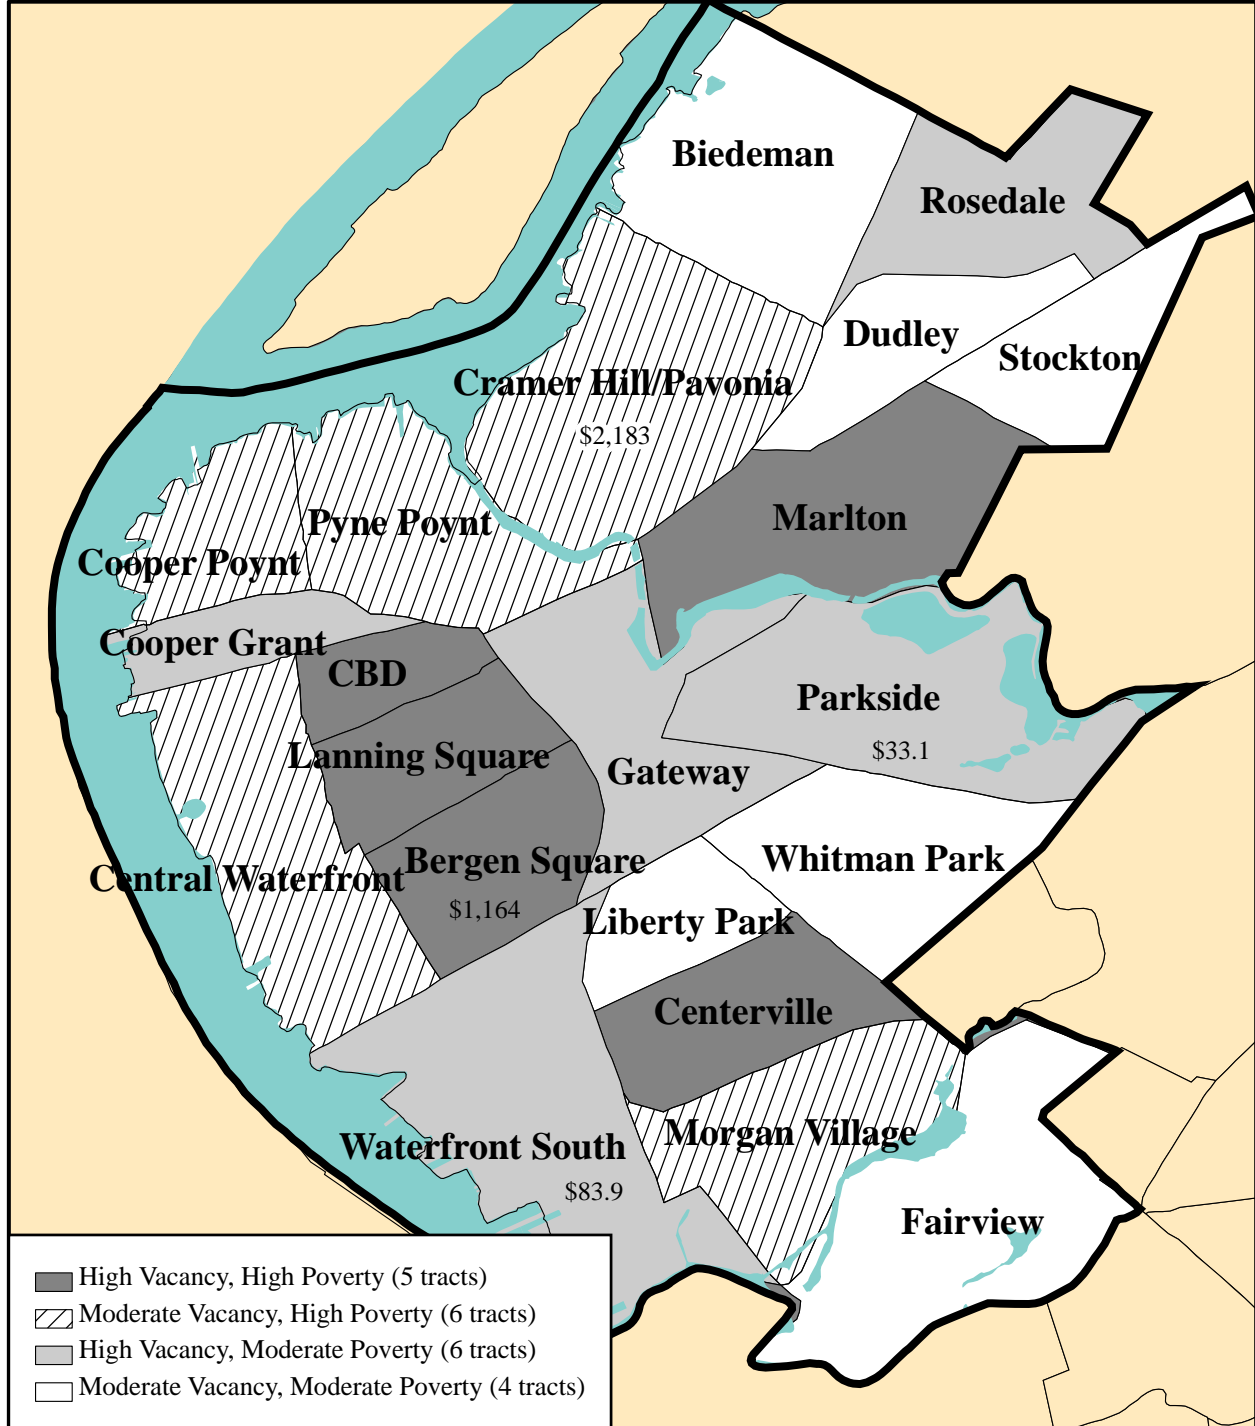 Biedeman
Rosedale
Dudley
Stockton
Cramer Hill/Pavonia
$2,183
Marlton
Pyne Poynt
Cooper Poynt
Cooper Grant
CBD
Parkside
$33.1
Lanning Square
Gateway
Bergen Square
$1,164
Whitman Park
Central Waterfront
Liberty Park
Centerville
Morgan Village
Waterfront South
$83.9
Fairview
High Vacancy, High Poverty (5 tracts)
Moderate Vacancy, High Poverty (6 tracts)
High Vacancy, Moderate Poverty (6 tracts)
Moderate Vacancy, Moderate Poverty (4 tracts)